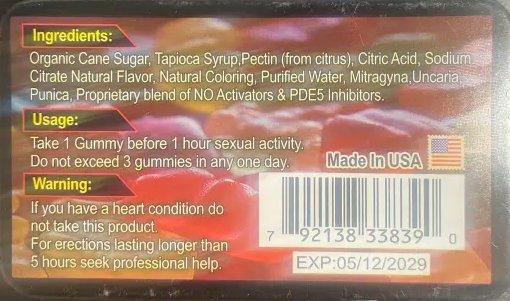 Ingredients:
Organic Cane Sugar, Tapioca Syrup,Pectin (from citrus), Citric Acid, Sodium
Citrate Natural Flavor, Natural Coloring, Purified Water, Mitragyna,Uncaria,
Punica, Proprietary blend of NO Activators & PDE5 Inhibitors.
Usage:
Take 1 Gummy before 1 hour sexual activity.
Do not exceed 3 gummies in any one day.
Made In USA
Warning:
If you have a heart condition do
not take this product.
For erections lasting longer than
5 hours seek professional help.
7 92138 33839 0
EXP:05/12/2029